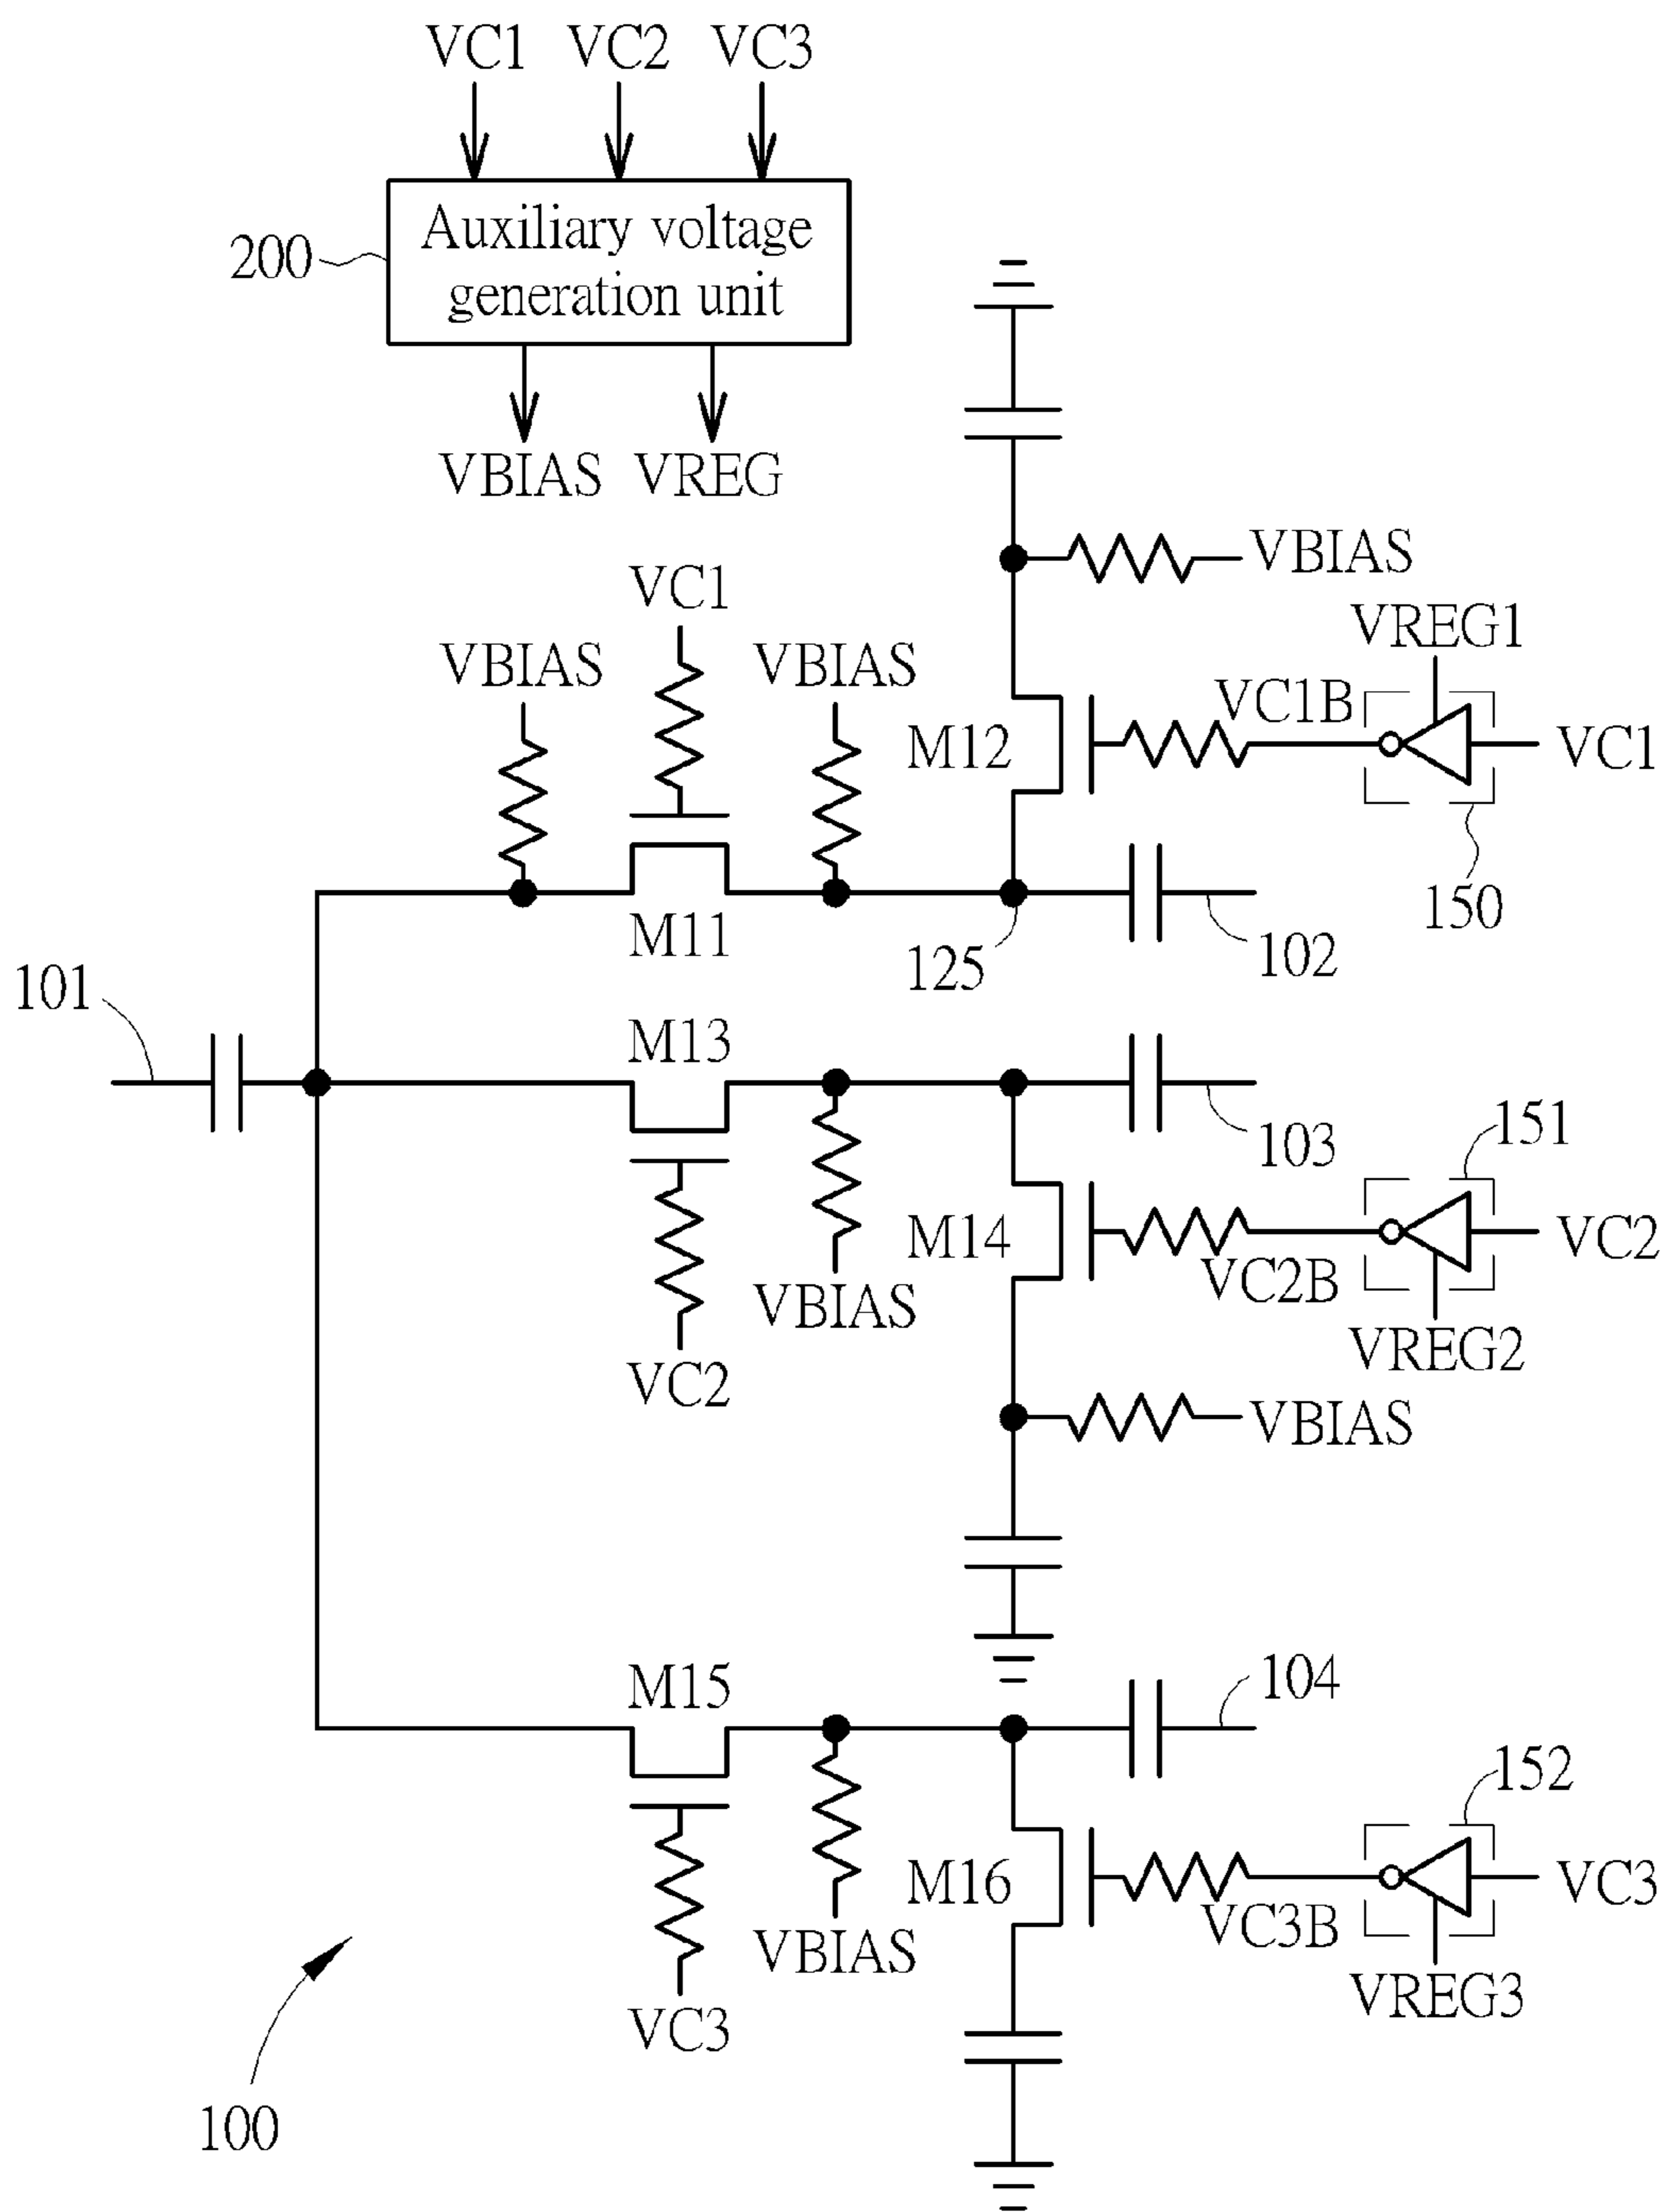 VC1 VC2 VC3
200
Auxiliary voltage
generation unit
VBIAS VREG
VBIAS
VC1
VREG1
VBIAS
VBIAS
VC1B
M12
VC1
150
M11
125
102
101
M13
103
151
M14
VC2
VC2B
VBIAS
VREG2
VC2
VBIAS
M15
104
152
M16
VC3
VC3B
VBIAS
VREG3
VC3
100